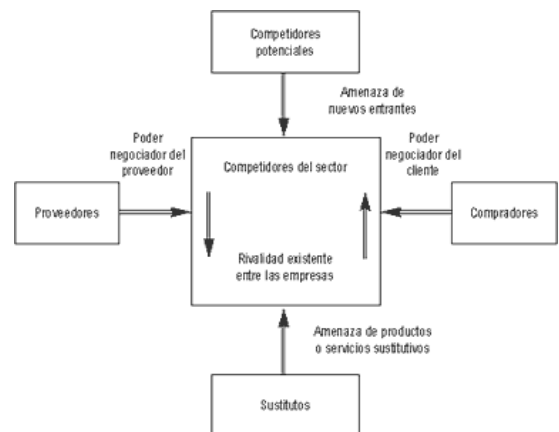 Competidores
potenciales
Amenaza de
nuevos entrantes
Poder
negociador del
proveedor
Poder
negociador del
cliente
Competidores del sector
Proveedores
Compradores
Rivalidad existente
entre las empresas
Amenaza de productos
o servicios sustitutivos
Sustitutos